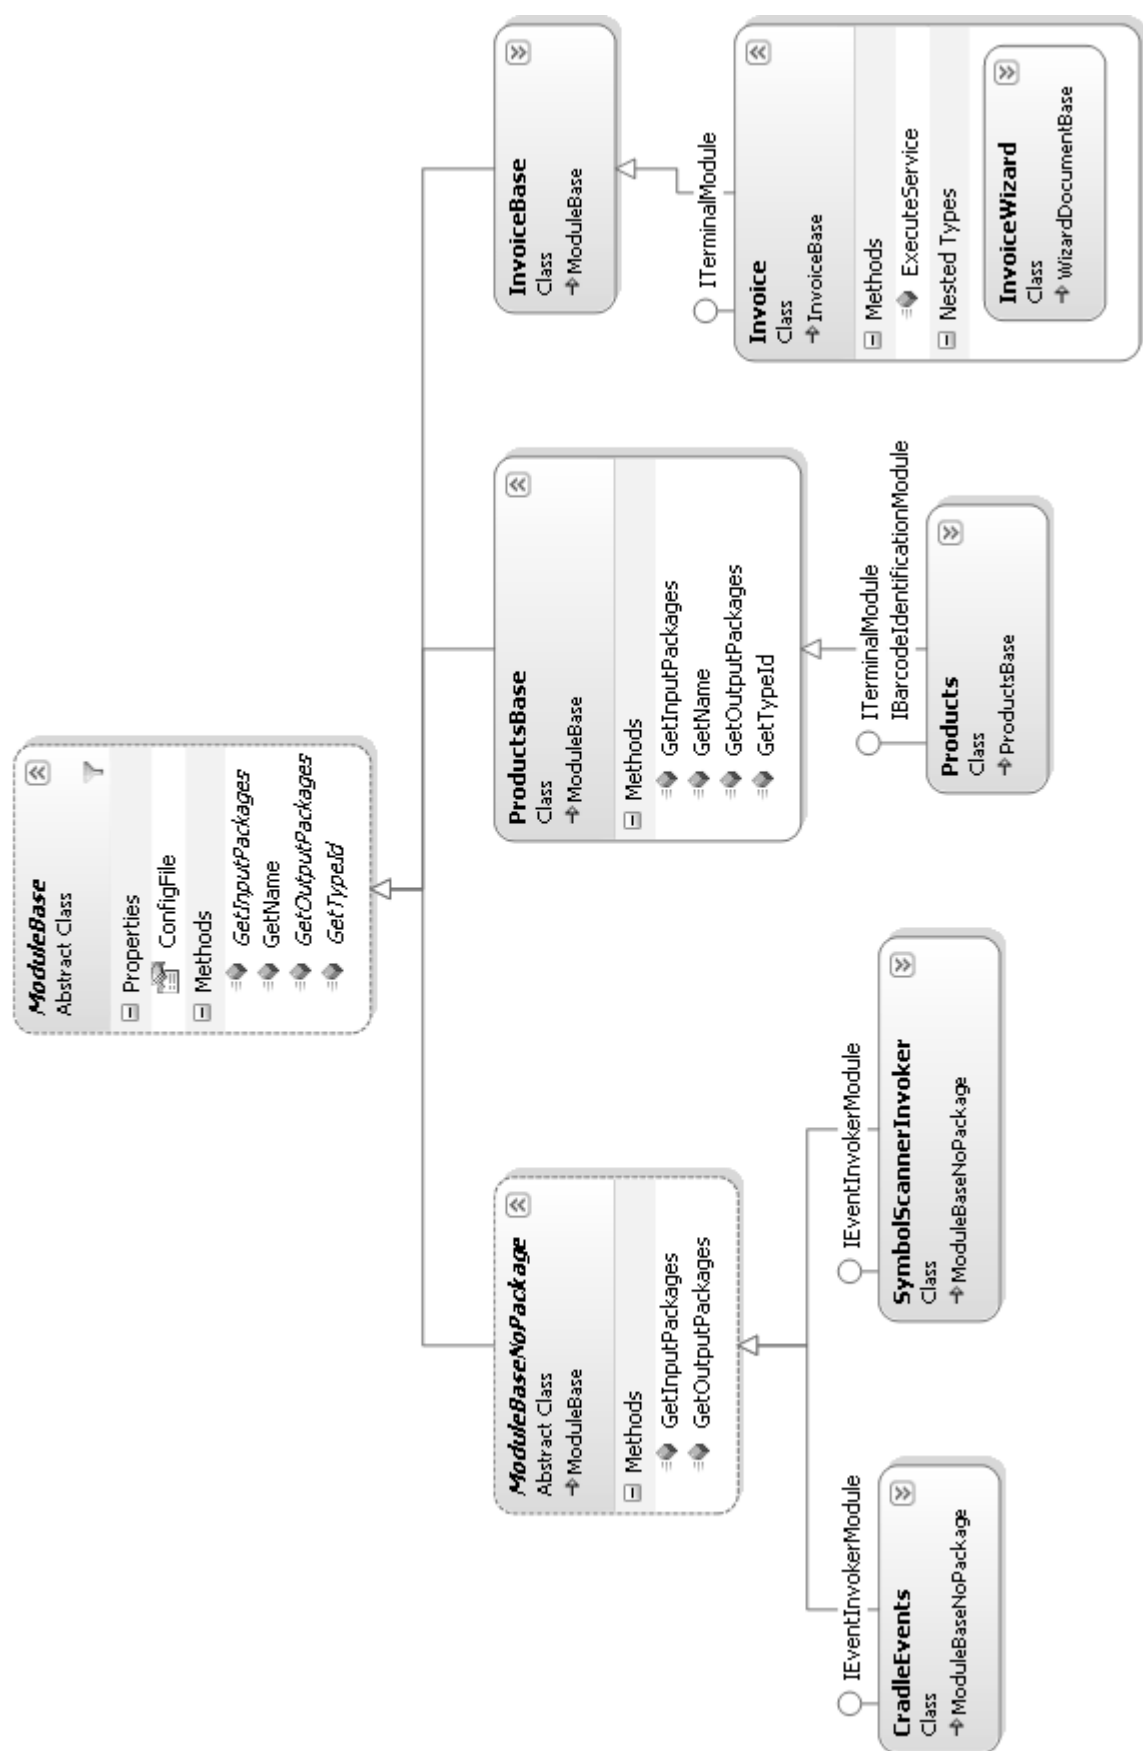 ModuleBase
Abstract Class
Properties
ConfigFile
Methods
GetInputPackages
GetName
GetOutputPackages
GetTypeId
ModuleBaseNoPackage
Abstract Class
ModuleBase
Methods
GetInputPackages
GetOutputPackages
ProductsBase
Class
ModuleBase
Methods
GetInputPackages
GetName
GetOutputPackages
GetTypeId
InvoiceBase
Class
ModuleBase
IEventInvokerModule
CradleEvents
Class
ModuleBaseNoPackage
IEventInvokerModule
SymbolScannerInvoker
Class
ModuleBaseNoPackage
ITerminalModule
IBarcodeIdentificationModule
Products
Class
ProductsBase
ITerminalModule
Invoice
Class
InvoiceBase
Methods
ExecuteService
Nested Types
InvoiceWizard
Class
WizardDocumentBase